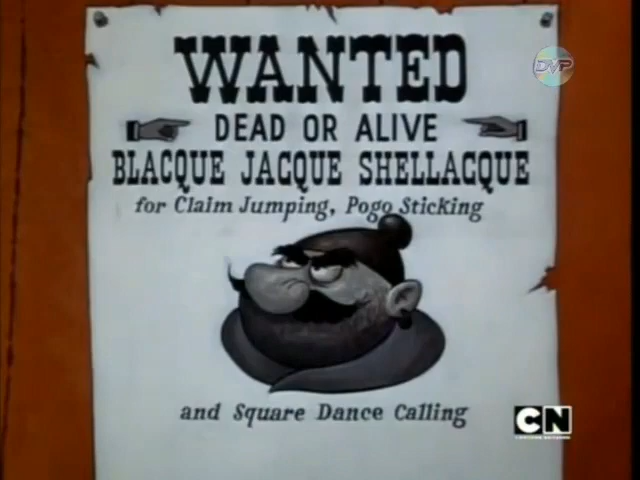 WANTED
DVP
DEAD OR ALIVE
BLACQUE JACQUE SHELLACQUE
for Claim Jumping, Pogo Sticking
and Square Dance Calling
CN